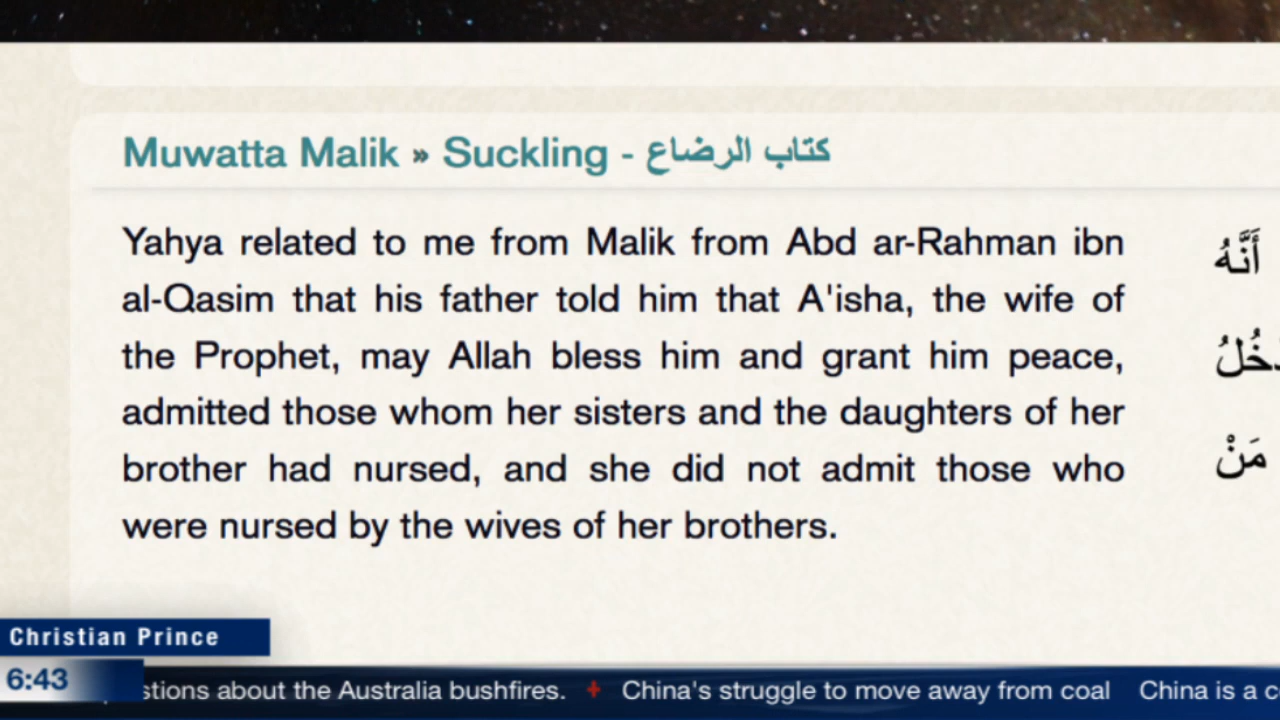 Muwatta Malik » Suckling - كتاب الرضاع
Yahya related to me from Malik from Abd ar-Rahman ibn
al-Qasim that his father told him that A'isha, the wife of
the Prophet, may Allah bless him and grant him peace,
admitted those whom her sisters and the daughters of her
brother had nursed, and she did not admit those who
were nursed by the wives of her brothers.
أَنَّهُ
مَنْ
Christian Prince
6:43
stions about the Australia bushfires. China's struggle to move away from coal China is a c